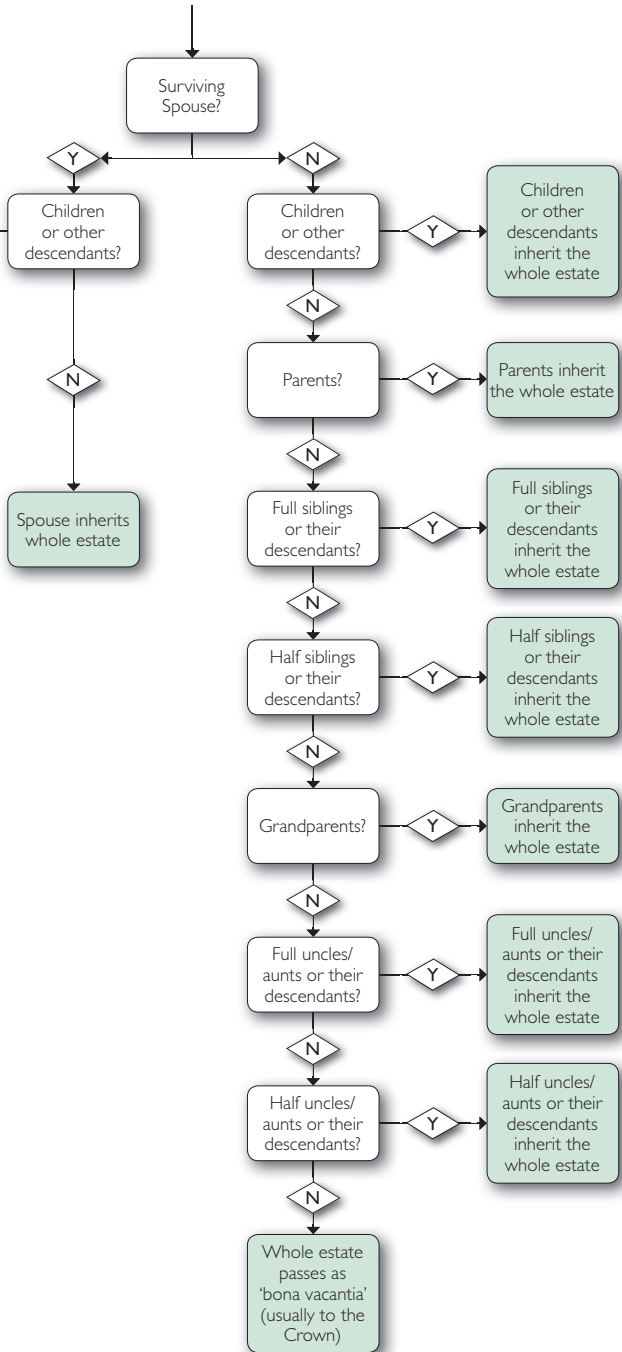 Surviving
Spouse?
Y
N
Children
or other
descendants?
Children
or other
descendants?
Y
Children
or other
descendants
inherit the
whole estate
N
N
Parents?
Y
Parents inherit
the whole estate
N
Spouse inherits
whole estate
Full siblings
or their
descendants?
Y
Full siblings
or their
descendants
inherit the
whole estate
N
Half siblings
or their
descendants?
Y
Half siblings
or their
descendants
inherit the
whole estate
N
Grandparents?
Y
Grandparents
inherit the
whole estate
N
Full uncles/
aunts or their
descendants?
Y
Full uncles/
aunts or their
descendants
inherit the
whole estate
N
Half uncles/
aunts or their
descendants?
Y
Half uncles/
aunts or their
descendants
inherit the
whole estate
N
Whole estate
passes as
‘bona vacantia’
(usually to the
Crown)